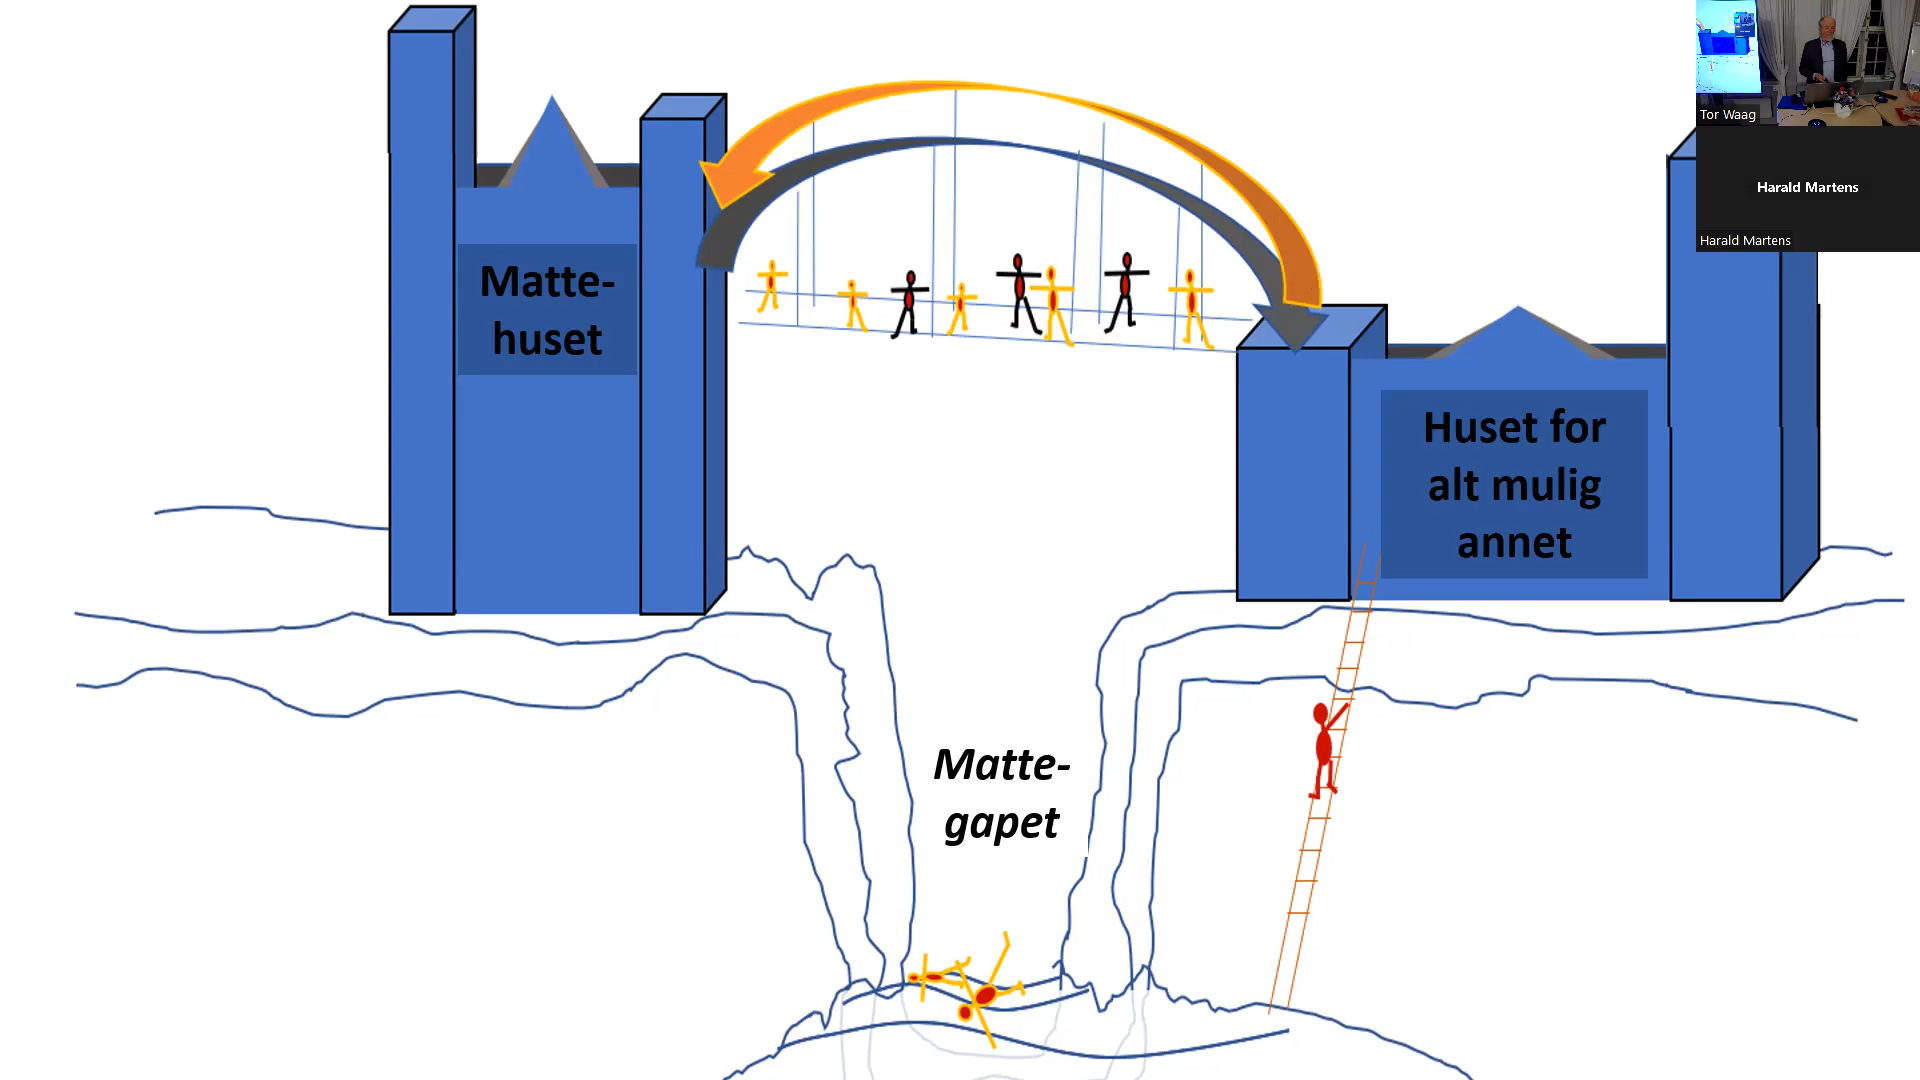 Matte-
huset
Huset for
alt mulig
annet
Matte-
gapet
Tor Waag
Harald Martens
Harald Martens